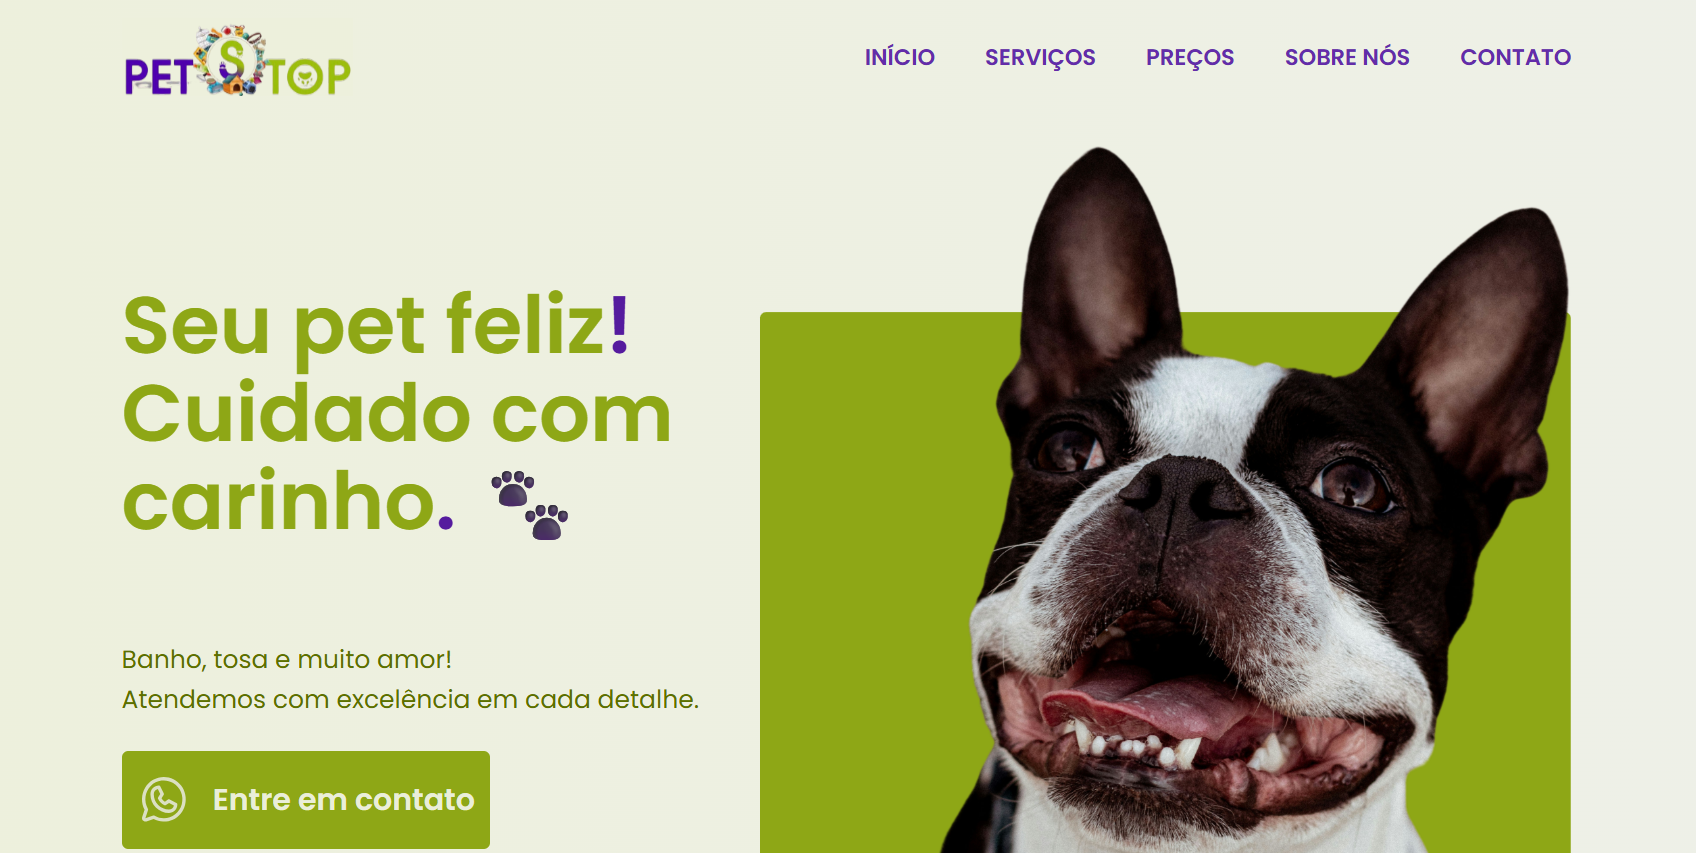 PET STOP
INÍCIO SERVIÇOS PREÇOS SOBRE NÓS CONTATO
Seu pet feliz!
Cuidado com
carinho.
Banho, tosa e muito amor!
Atendemos com excelência em cada detalhe.
Entre em contato